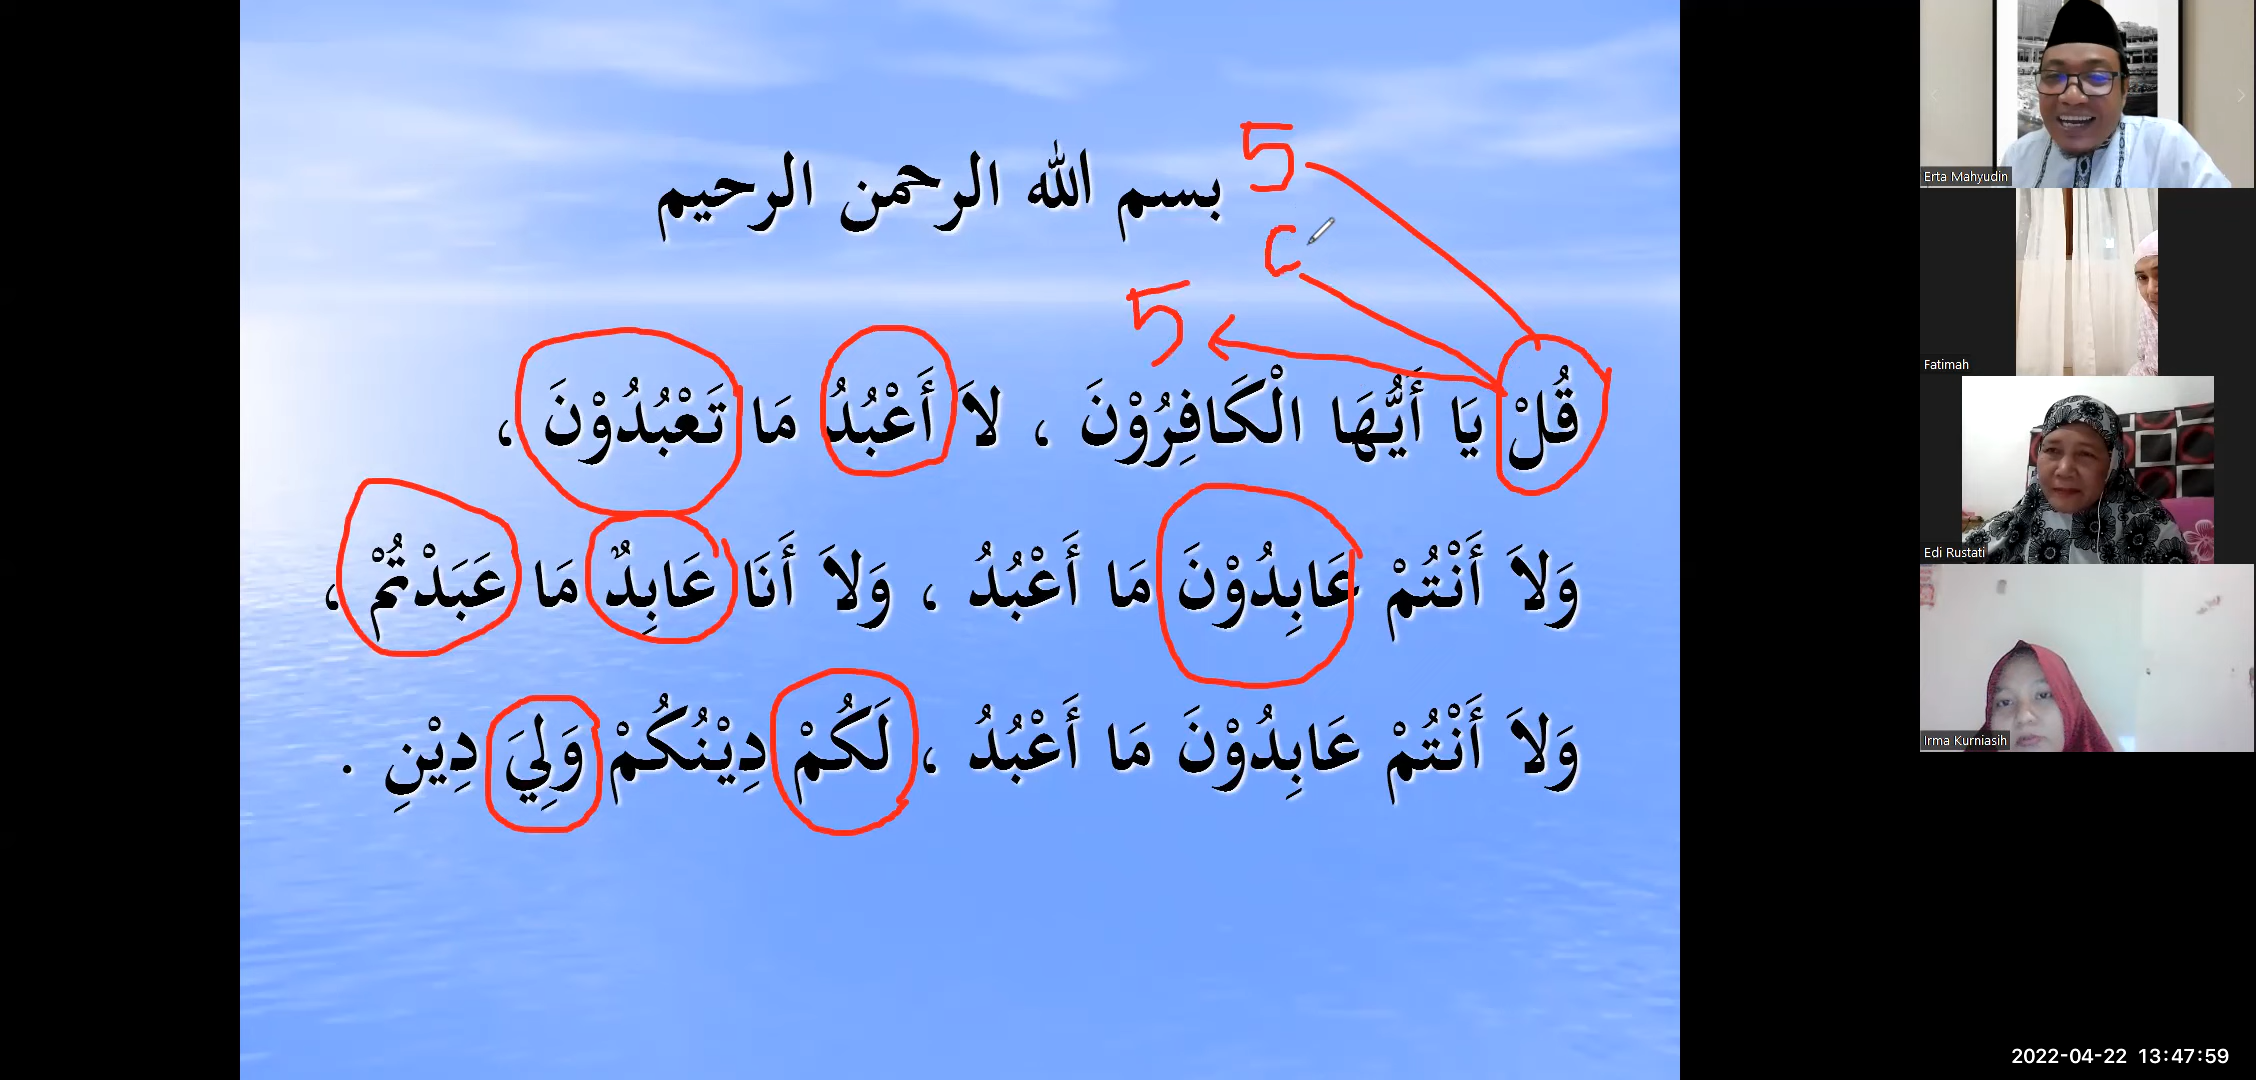 بسم الله الرحمن الرحيم
5
5
قُلْ يَا أَيُّهَا الْكَافِرُوْنَ ، لاَ أَعْبُدُ مَا تَعْبُدُوْنَ ،
وَلاَ أَنْتُمْ عَابِدُوْنَ مَا أَعْبُدُ ، وَلاَ أَنَا عَابِدٌ مَا عَبَدْتُمْ ،
وَلاَ أَنْتُمْ عَابِدُوْنَ مَا أَعْبُدُ ، لَكُمْ دِيْنُكُمْ وَلِيَ دِيْنِ .
Erta Mahyudin
Fatimah
Edi Rustati
Irma Kurniasih
2022-04-22 13:47:59